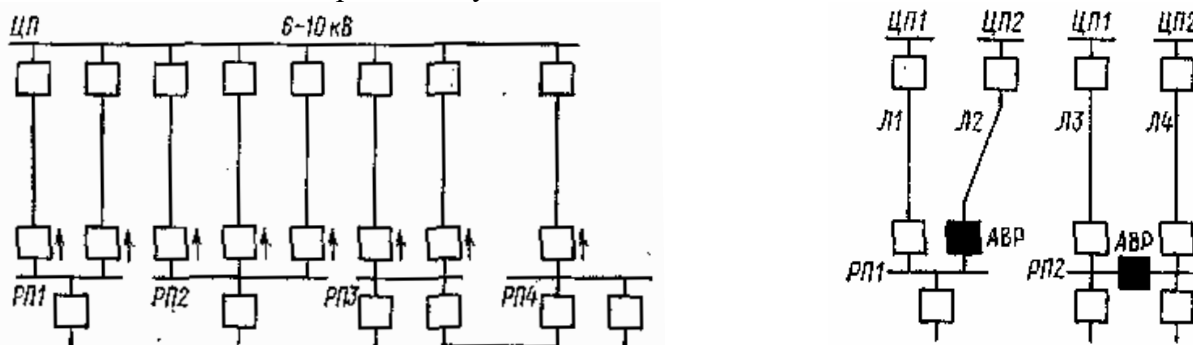 ЦП 6-10 кВ
РП1 РП2 РП3 РП4
ЦП1 ЦП2 ЦП1 ЦП2
Л1 Л2 Л3 Л4
АВР АВР
РП1 РП2